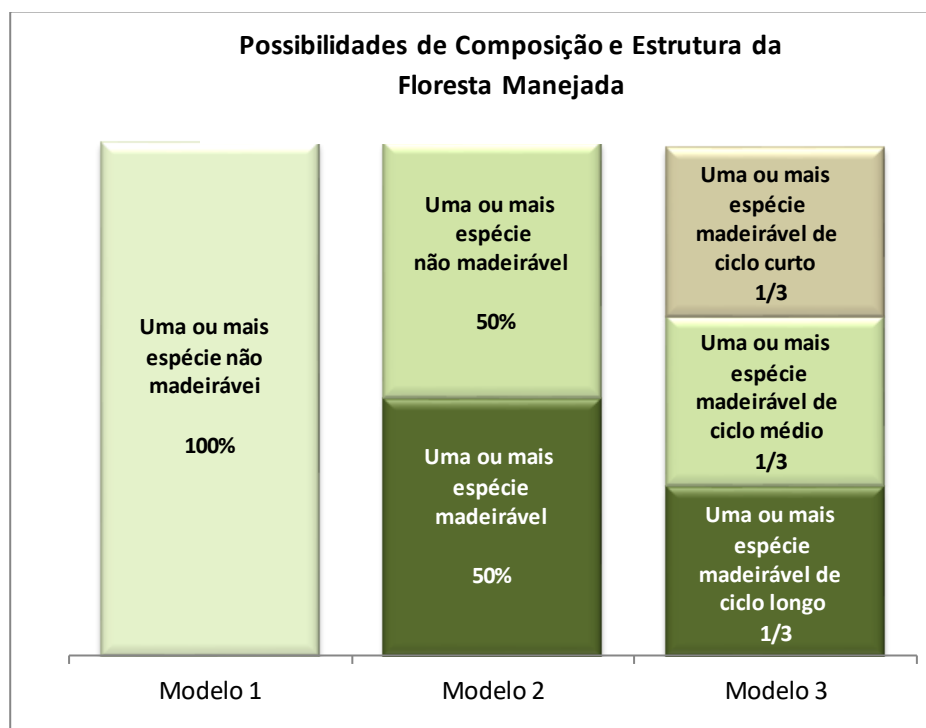 Possibilidades de Composição e Estrutura da
Floresta Manejada
Uma ou mais
espécie não
madeirávei
100%
Uma ou mais
espécie
não madeirável
50%
Uma ou mais
espécie
madeirável
50%
Uma ou mais
espécie
madeirável de
ciclo curto
1/3
Uma ou mais
espécie
madeirável de
ciclo médio
1/3
Uma ou mais
espécie
madeirável de
ciclo longo
1/3
Modelo 1
Modelo 2
Modelo 3